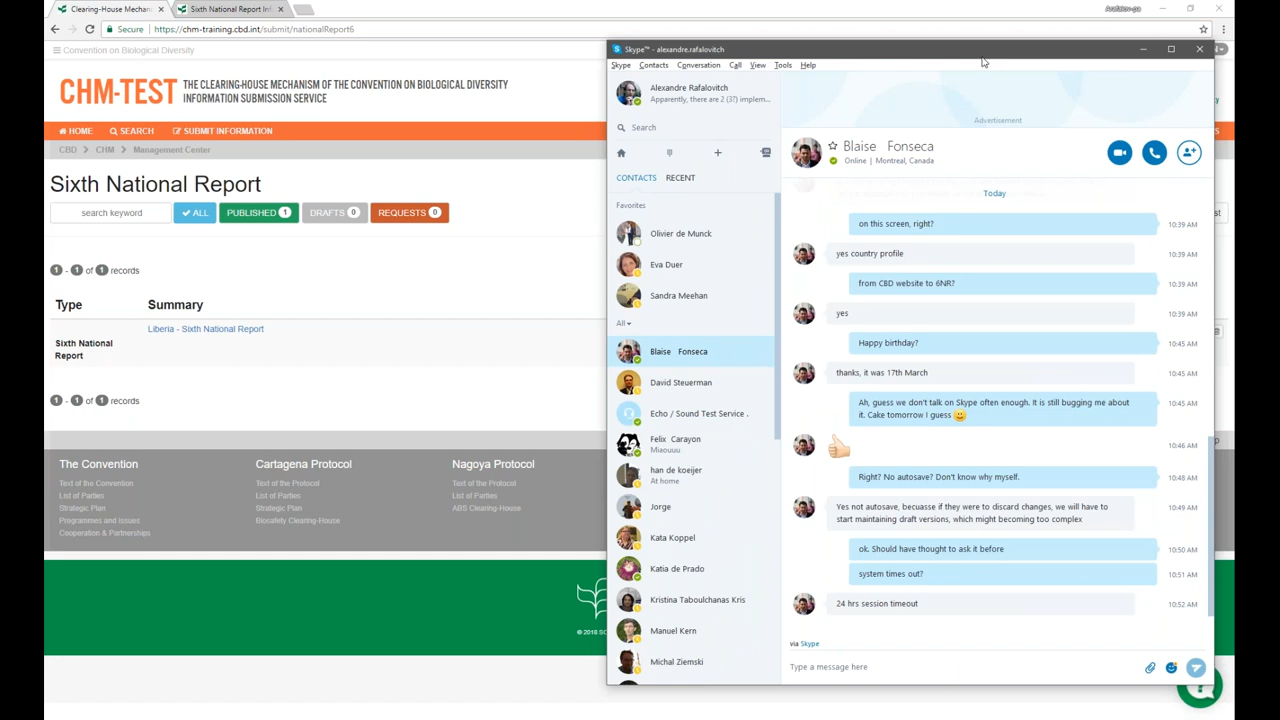 Clearing-House Mechani
Sixth National Report In
Secure
https://chm-training.cbd.int/submit/nationalReport6
Convention on Biological Diversity
CHM-TEST
THE CLEARING-HOUSE MECHANISM OF THE CONVENTION ON BIOLOGICAL DIVERSITY
INFORMATION SUBMISSION SERVICE
HOME
SEARCH
SUBMIT INFORMATION
CBD > CHM > Management Center
Sixth National Report
search keyword
ALL
PUBLISHED 1
DRAFTS 0
REQUESTS 0
1 - 1 of 1 records
Type
Summary
Sixth National
Report
Liberia - Sixth National Report
1 - 1 of 1 records
The Convention
Text of the Convention
List of Parties
Strategic Plan
Programmes and Issues
Cooperation & Partnerships
Cartagena Protocol
Text of the Protocol
List of Parties
Strategic Plan
Biosafety Clearing-House
Nagoya Protocol
Text of the Protocol
List of Parties
ABS Clearing-House
Skype™ - alexandre.rafalovitch
Skype Contacts Conversation Call View Tools Help
Alexandre Rafalovitch
Apparently, there are 2 (3?) implem...
Search
CONTACTS
RECENT
Favorites
Olivier de Munck
Eva Duer
Sandra Meehan
All
Blaise Fonseca
David Steuerman
Echo / Sound Test Service .
Felix Carayon
Miaouuu
han de koeijer
At home
Jorge
Kata Koppel
Katia de Prado
Kristina Taboulchanas Kris
Manuel Kern
Michal Ziemski
Advertisement
Blaise Fonseca
Online | Montreal, Canada
Today
on this screen, right?
10:39 AM
yes country profile
10:39 AM
from CBD website to 6NR?
10:39 AM
yes
10:39 AM
Happy birthday?
10:45 AM
thanks, it was 17th March
10:45 AM
Ah, guess we don't talk on Skype often enough. It is still bugging me about
it. Cake tomorrow I guess
10:45 AM
10:46 AM
Right? No autosave? Don't know why myself.
10:48 AM
Yes not autosave, becuasse if they were to discard changes, we will have to
start maintaining draft versions, which might becoming too complex
10:49 AM
ok. Should have thought to ask it before
10:50 AM
system times out?
10:51 AM
24 hrs session timeout
10:52 AM
via Skype
Type a message here